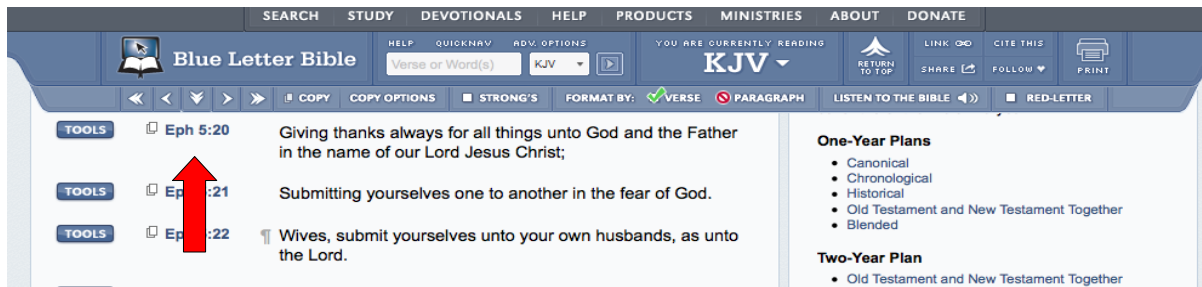 SEARCH STUDY DEVOTIONALS HELP PRODUCTS MINISTRIES ABOUT DONATE
HELP QUICKNAV ADV. OPTIONS YOU ARE CURRENTLY READING LINK CITE THIS
Blue Letter Bible Verse or Word(s) KJV KJV RETURN TO TOP SHARE FOLLOW PRINT
COPY COPY OPTIONS STRONG'S FORMAT BY: VERSE PARAGRAPH LISTEN TO THE BIBLE RED-LETTER
TOOLS Eph 5:20 Giving thanks always for all things unto God and the Father
in the name of our Lord Jesus Christ;
TOOLS :21 Submitting yourselves one to another in the fear of God.
TOOLS :22 ¶ Wives, submit yourselves unto your own husbands, as unto
the Lord.
One-Year Plans
• Canonical
• Chronological
• Historical
• Old Testament and New Testament Together
• Blended
Two-Year Plan
• Old Testament and New Testament Together